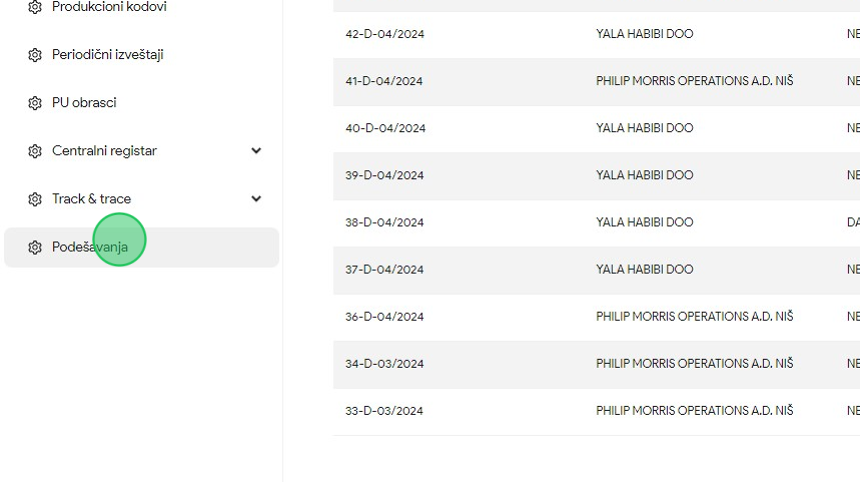 Produkcioni kodovi
Periodični izveštaji
PU obrasci
Centralni registar
Track & trace
Podešavanja
42-D-04/2024 YALA HABIBI DOO NE
41-D-04/2024 PHILIP MORRIS OPERATIONS A.D. NIŠ NE
40-D-04/2024 YALA HABIBI DOO NE
39-D-04/2024 YALA HABIBI DOO NE
38-D-04/2024 YALA HABIBI DOO DA
37-D-04/2024 YALA HABIBI DOO NE
36-D-04/2024 PHILIP MORRIS OPERATIONS A.D. NIŠ NE
34-D-03/2024 PHILIP MORRIS OPERATIONS A.D. NIŠ NE
33-D-03/2024 PHILIP MORRIS OPERATIONS A.D. NIŠ NE